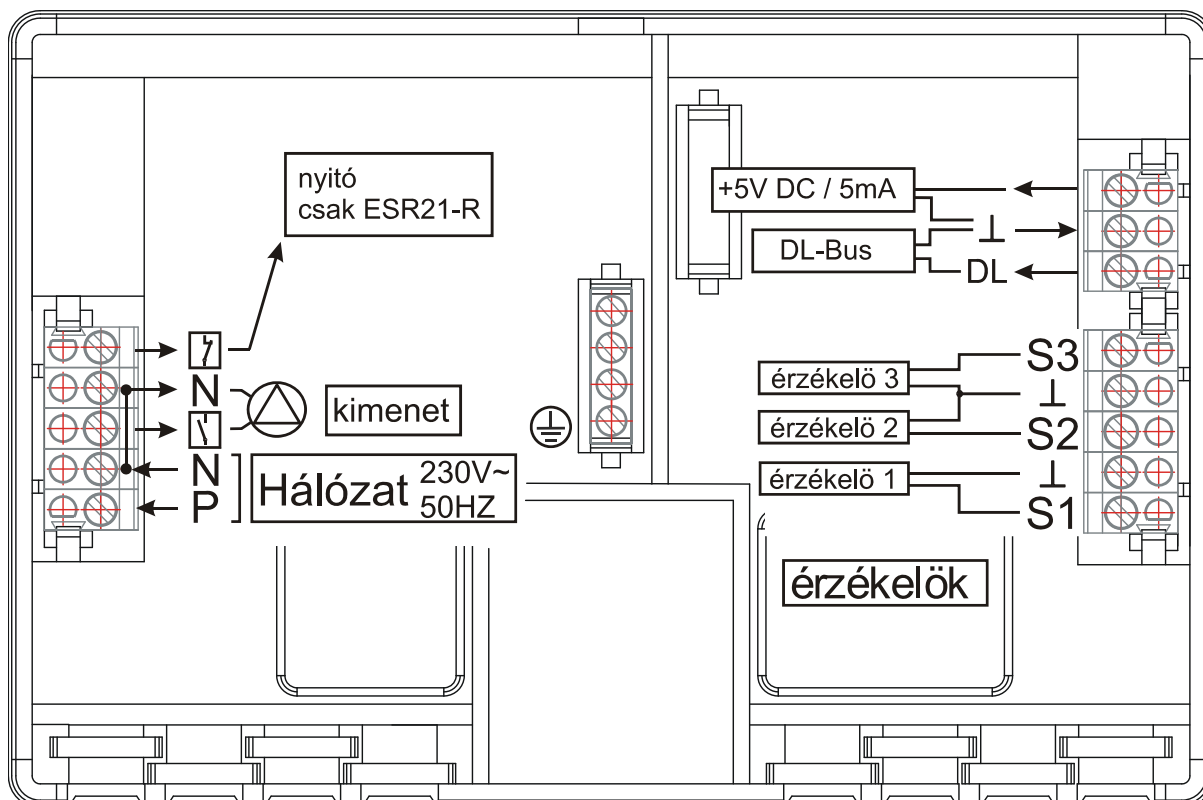 nyitó
csak ESR21-R
N
kimenet
N
P
Hálózat 230V~
50HZ
+5V DC / 5mA
⊥
DL-Bus
DL
S3
érzékelö 3
⊥
érzékelö 2
S2
érzékelö 1
⊥
S1
érzékelök